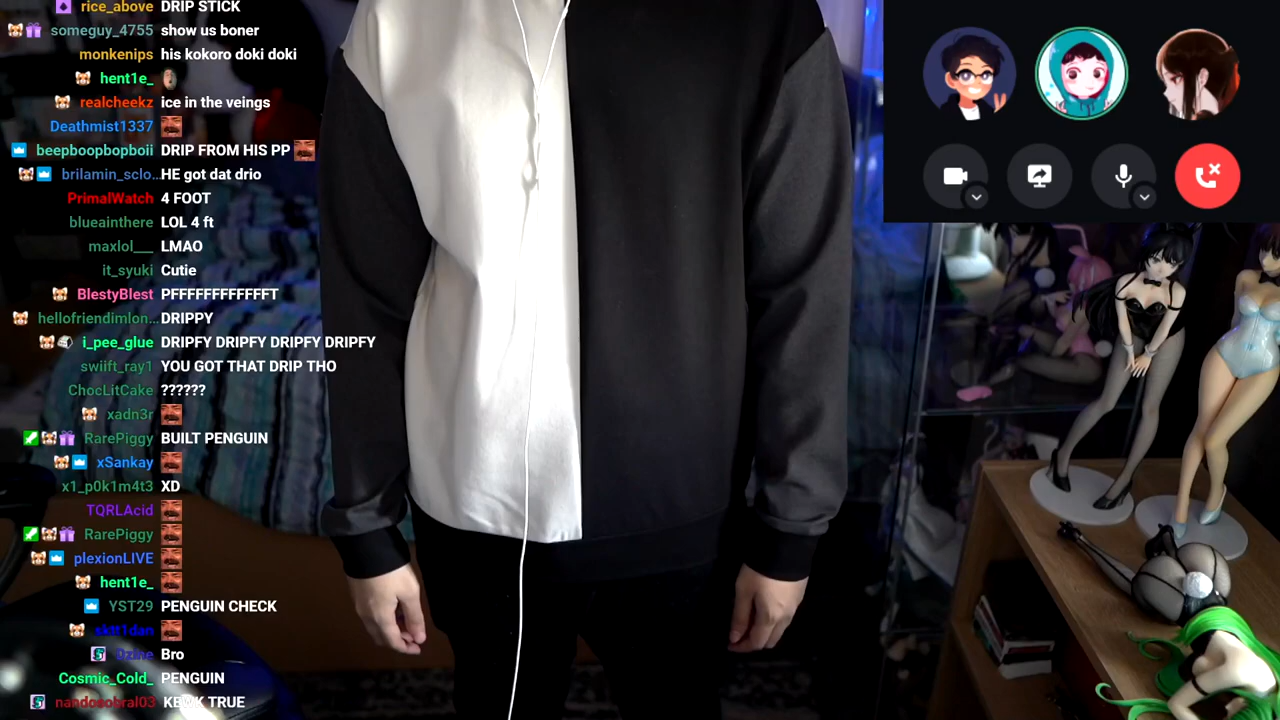 rice_above DRIP STICK
someguy_4755 show us boner
monkenips his kokoro doki doki
hent1e_
realcheekz ice in the veings
Deathmist1337
beepboopbopboii DRIP FROM HIS PP
brilamin_sclo... HE got dat drio
PrimalWatch 4 FOOT
blueainthere LOL 4 ft
maxlol___ LMAO
it_syuki Cutie
BlestyBlest PFFFFFFFFFFFT
hellofriendimlon... DRIPPY
i_pee_glue DRIPFY DRIPFY DRIPFY DRIPFY
swiift_ray1 YOU GOT THAT DRIP THO
ChocLitCake ??????
xadn3r
RarePiggy BUILT PENGUIN
xSankay
x1_p0k1m4t3 XD
TQRLAcid
RarePiggy
plexionLIVE
hent1e_
YST29 PENGUIN CHECK
Bro
Cosmic_Cold_ PENGUIN
nandosobral03 KEWK TRUE